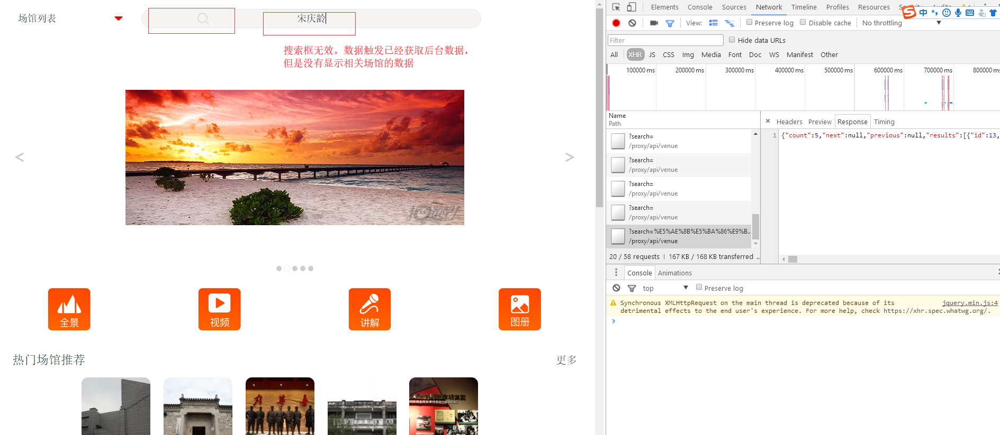 场馆列表
宋庆龄
搜索框无效。数据触发已经获取后台数据，
但是没有显示相关场馆的数据
<
>
全景
视频
讲解
图册
热门场馆推荐
更多
Elements Console Sources Network Timeline Profiles Resources Security Audits
中
View: Preserve log Disable cache No throttling
Filter Hide data URLs
All XHR JS CSS Img Media Font Doc WS Manifest Other
100000 ms 200000 ms 300000 ms 400000 ms 500000 ms 600000 ms 700000 ms 800000 ms
Name
Path
× Headers Preview Response Timing
?search=
/proxy/api/venue
?search=
/proxy/api/venue
?search=
/proxy/api/venue
?search=
/proxy/api/venue
?search=%E5%AE%8B%E5%BA%86%E9%B...
/proxy/api/venue
1 {"count":5,"next":null,"previous":null,"results":[{"id":13,
20 / 58 requests | 167 KB / 168 KB transferred ...
Console Animations
top Preserve log
Synchronous XMLHttpRequest on the main thread is deprecated because of its jquery.min.js:4
detrimental effects to the end user's experience. For more help, check https://xhr.spec.whatwg.org/.
>